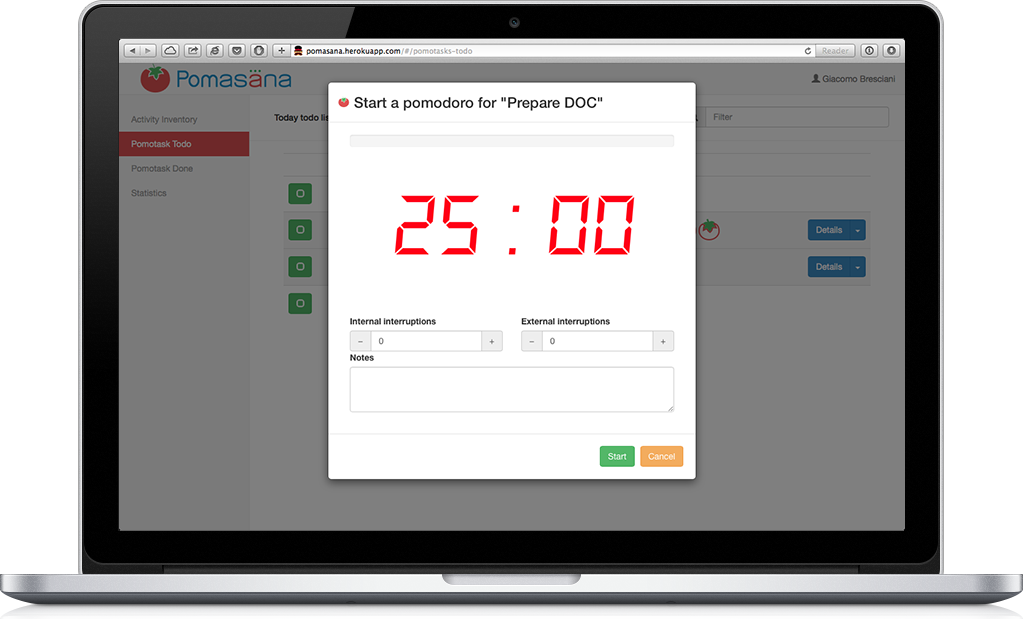 pomasana.herokuapp.com/#/pomotasks-todo
Reader
Pomasäna
Giacomo Bresciani
Activity Inventory
Pomotask Todo
Pomotask Done
Statistics
Today todo lis
Filter
Start a pomodoro for "Prepare DOC"
25 : 00
Details
Details
Internal interruptions
External interruptions
− 0 +
− 0 +
Notes
Start
Cancel